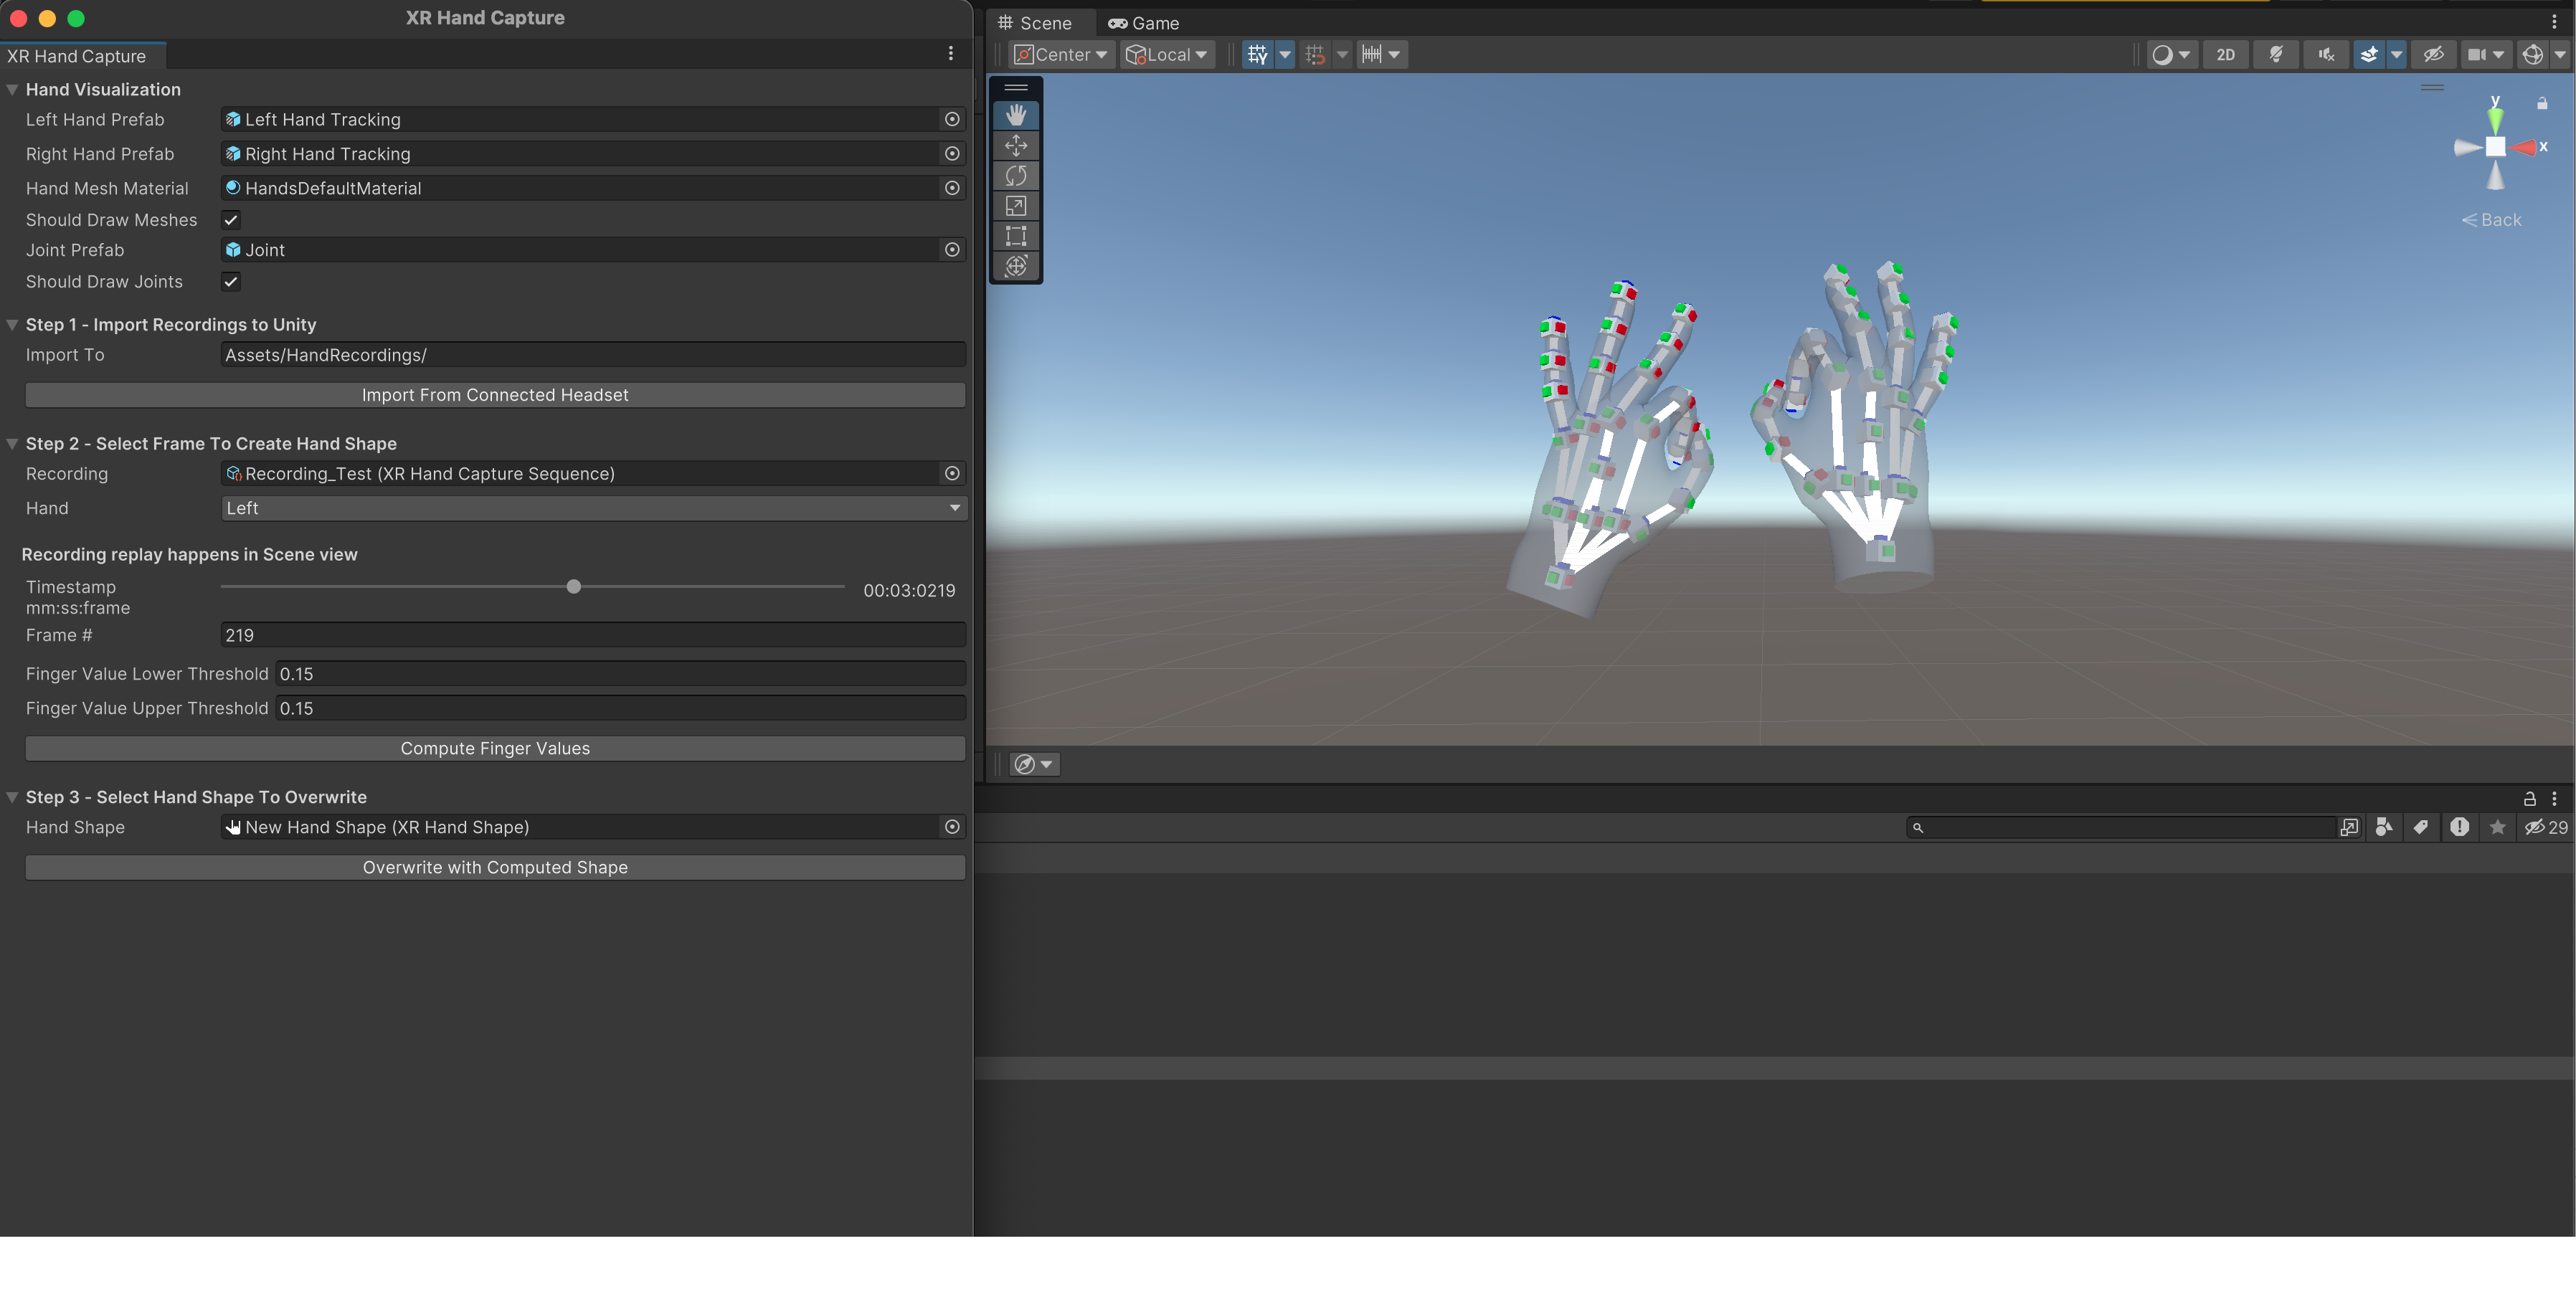 XR Hand Capture
XR Hand Capture
Hand Visualization
Left Hand Prefab Left Hand Tracking
Right Hand Prefab Right Hand Tracking
Hand Mesh Material HandsDefaultMaterial
Should Draw Meshes
Joint Prefab Joint
Should Draw Joints
Step 1 - Import Recordings to Unity
Import To Assets/HandRecordings/
Import From Connected Headset
Step 2 - Select Frame To Create Hand Shape
Recording Recording_Test (XR Hand Capture Sequence)
Hand Left
Recording replay happens in Scene view
Timestamp
mm:ss:frame 00:03:0219
Frame # 219
Finger Value Lower Threshold 0.15
Finger Value Upper Threshold 0.15
Compute Finger Values
Step 3 - Select Hand Shape To Overwrite
Hand Shape New Hand Shape (XR Hand Shape)
Overwrite with Computed Shape
Scene Game
Center Local 2D
y
x
Back
29